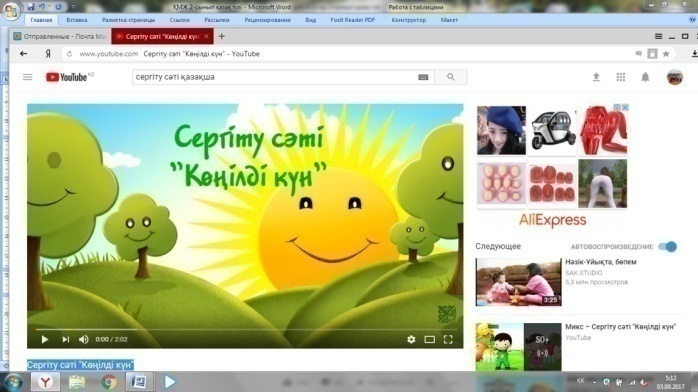 ҚМЖ 2-сынып қазақ тілі - Microsoft Word
Работа с таблицами
Главная Вставка Разметка страницы Ссылки Рассылки Рецензирование Вид Foxit Reader PDF Конструктор Макет
Отправленные - Почта Ма
Сергіту сәті "Көңілді күн
Я www.youtube.com Сергіту сәті "Көңілді күн" - YouTube
YouTube KZ
сергіту сәті қазақша
Сергіту сәті
"Көңілді күн"
0:00 / 2:02
AliExpress
Следующее
АВТОВОСПРОИЗВЕДЕНИЕ
Нәзік-Ұйықта, бөпем
SAK STUDIO
5,3 млн просмотров
3:25
Микс – Сергіту сәті "Көңілді күн"
YouTube
50+
Сергіту сәті "Көңілді күн"
KK
5:12
03.09.2017